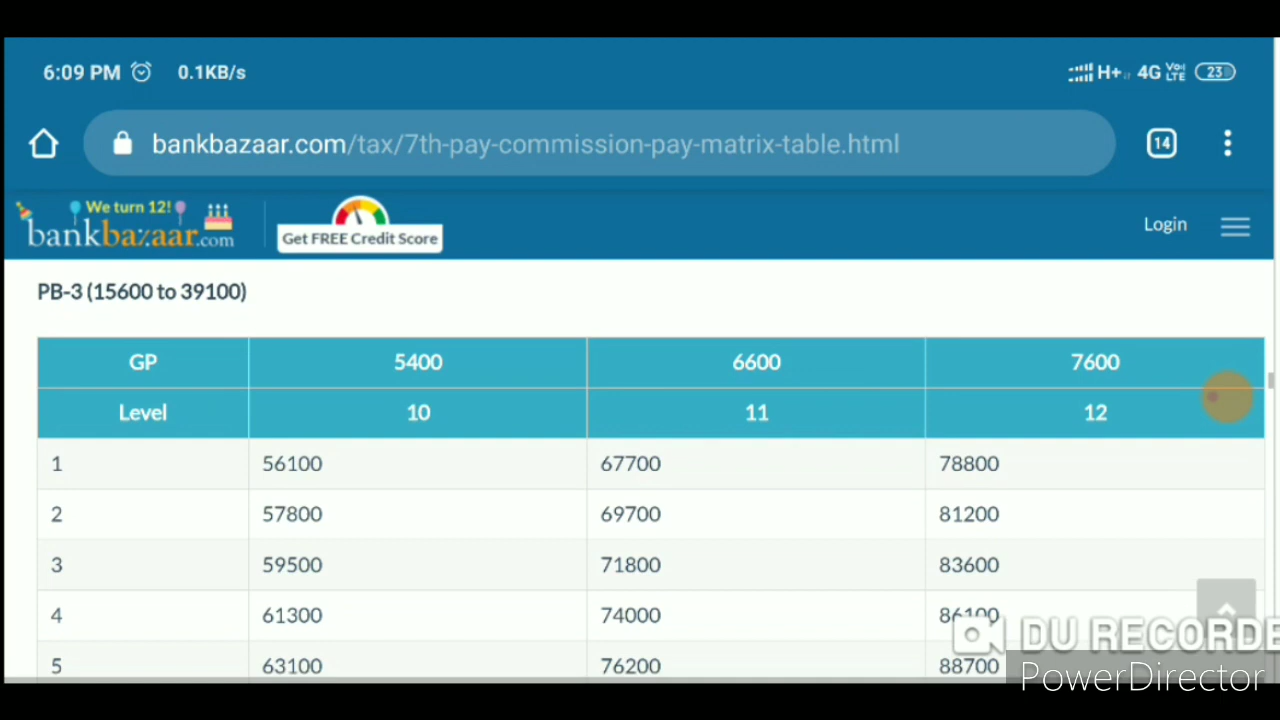 6:09 PM 0.1KB/s H+ 4G VoLTE 23
bankbazaar.com/tax/7th-pay-commission-pay-matrix-table.html 14
We turn 12!
bankbazaar.com Get FREE Credit Score Login
PB-3 (15600 to 39100)
GP 5400 6600 7600
Level 10 11 12
1 56100 67700 78800
2 57800 69700 81200
3 59500 71800 83600
4 61300 74000 86100
DU RECORDE
5 63100 76200 88700
PowerDirector